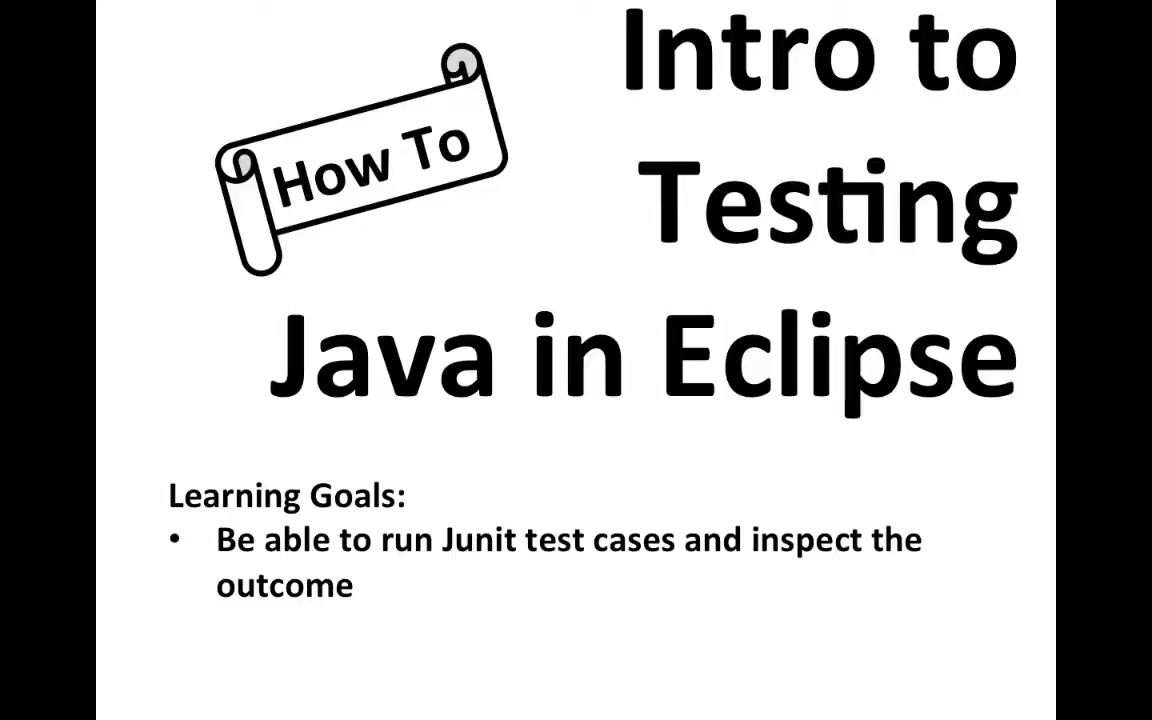 Intro to
How To
Testing
Java in Eclipse
Learning Goals:
• Be able to run Junit test cases and inspect the
outcome